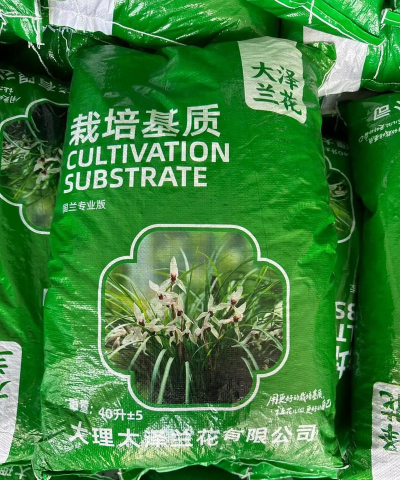 大泽
兰花
栽培基质
CULTIVATION
SUBSTRATE
国兰专业版
40升±5
大理大泽兰花有限公司